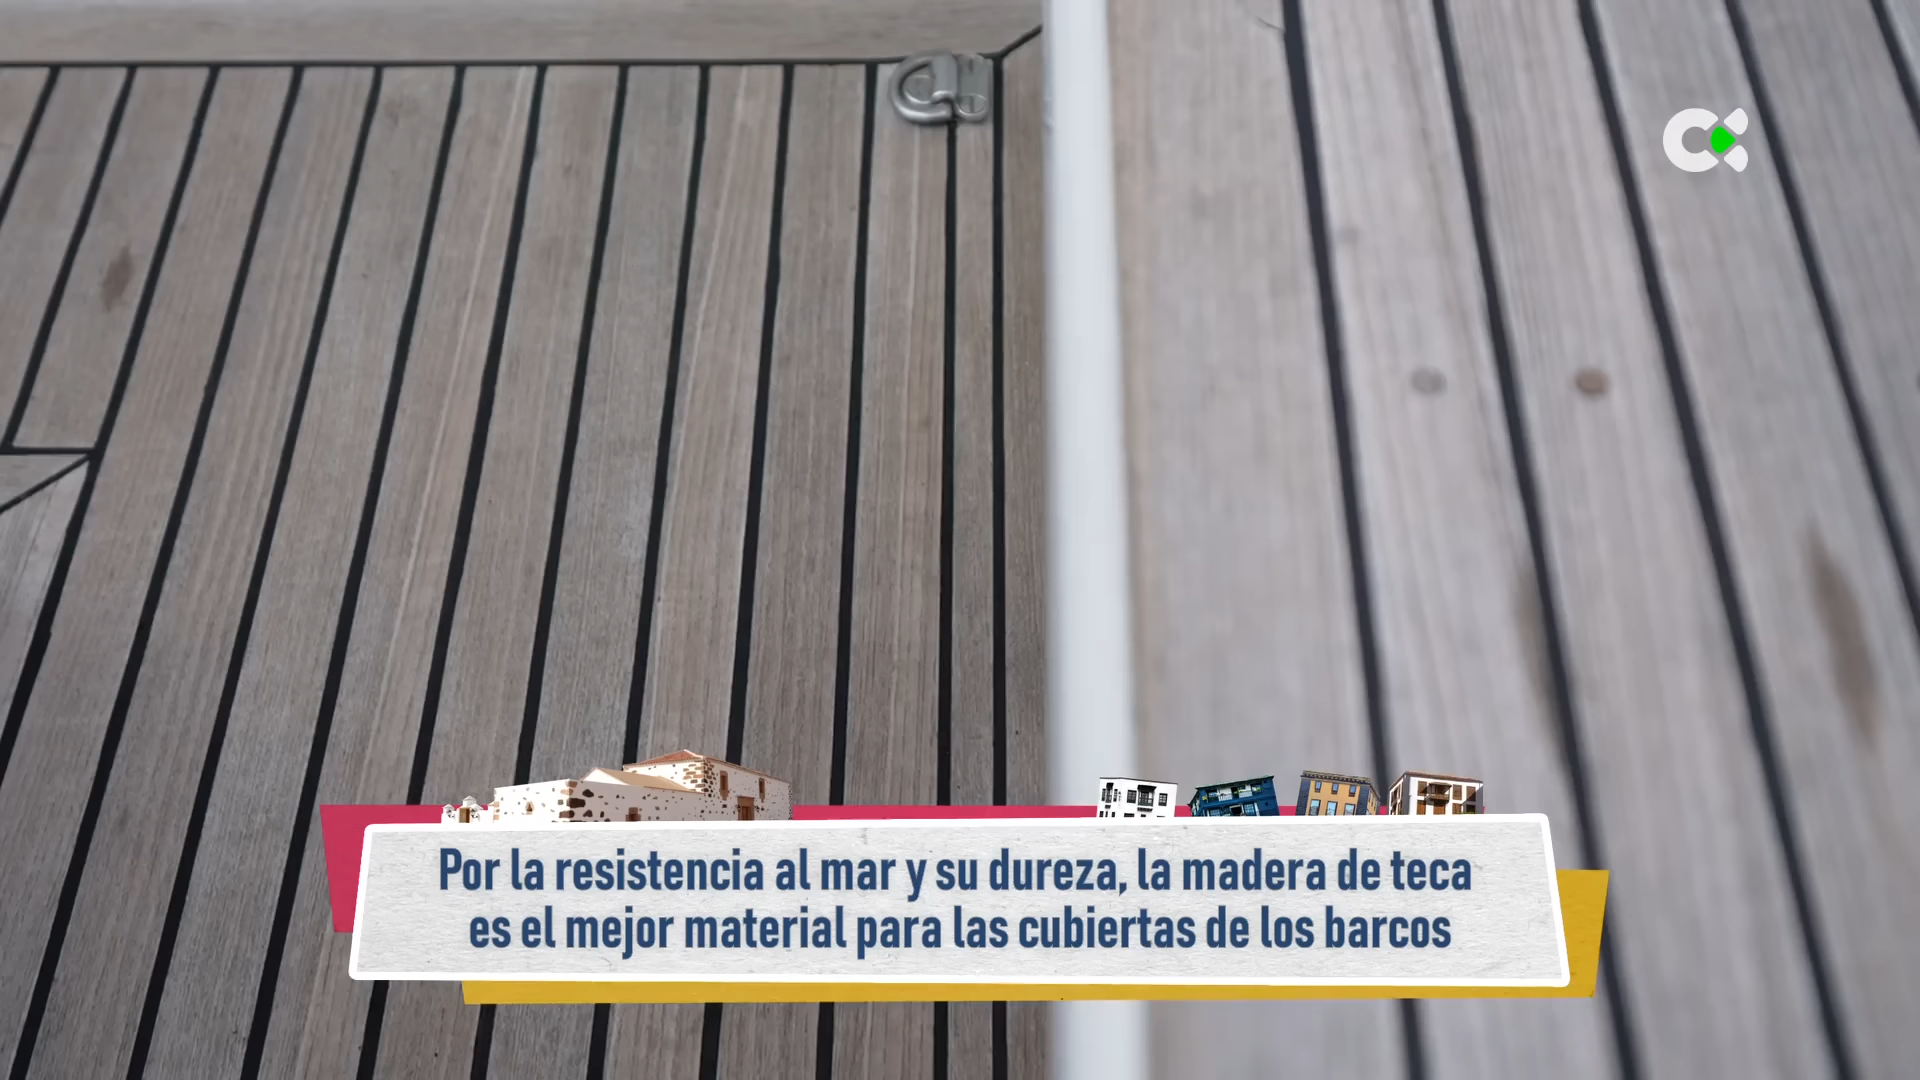 Por la resistencia al mar y su dureza, la madera de teca
es el mejor material para las cubiertas de los barcos